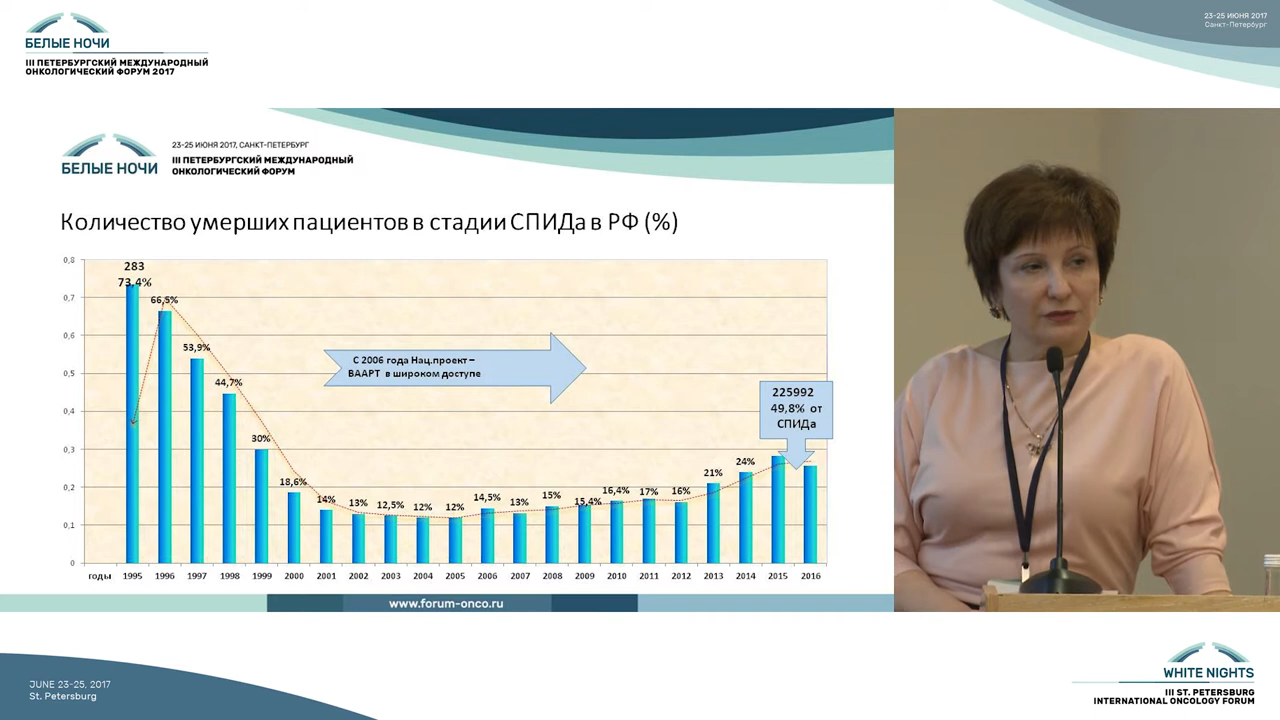 БЕЛЫЕ НОЧИ
III ПЕТЕРБУРГСКИЙ МЕЖДУНАРОДНЫЙ
ОНКОЛОГИЧЕСКИЙ ФОРУМ 2017
23-25 ИЮНЯ 2017
Санкт-Петербург
БЕЛЫЕ НОЧИ
23-25 ИЮНЯ 2017, САНКТ-ПЕТЕРБУРГ
III ПЕТЕРБУРГСКИЙ МЕЖДУНАРОДНЫЙ
ОНКОЛОГИЧЕСКИЙ ФОРУМ
Количество умерших пациентов в стадии СПИДа в РФ (%)
0,8
0,7
0,6
0,5
0,4
0,3
0,2
0,1
0
283
73,4%
66,5%
53,9%
44,7%
30%
18,6%
14%
13%
12,5%
12%
12%
14,5%
13%
15%
15,4%
16,4%
17%
16%
21%
24%
С 2006 года Нац.проект –
ВААРТ в широком доступе
225992
49,8% от
СПИДа
годы 1995 1996 1997 1998 1999 2000 2001 2002 2003 2004 2005 2006 2007 2008 2009 2010 2011 2012 2013 2014 2015 2016
www.forum-onco.ru
JUNE 23-25, 2017
St. Petersburg
WHITE NIGHTS
III ST. PETERSBURG
INTERNATIONAL ONCOLOGY FORUM